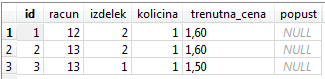 id racun izdelek kolicina trenutna_cena popust
1 1 12 2 1 1,60 NULL
2 2 13 2 1 1,60 NULL
3 3 13 1 1 1,50 NULL